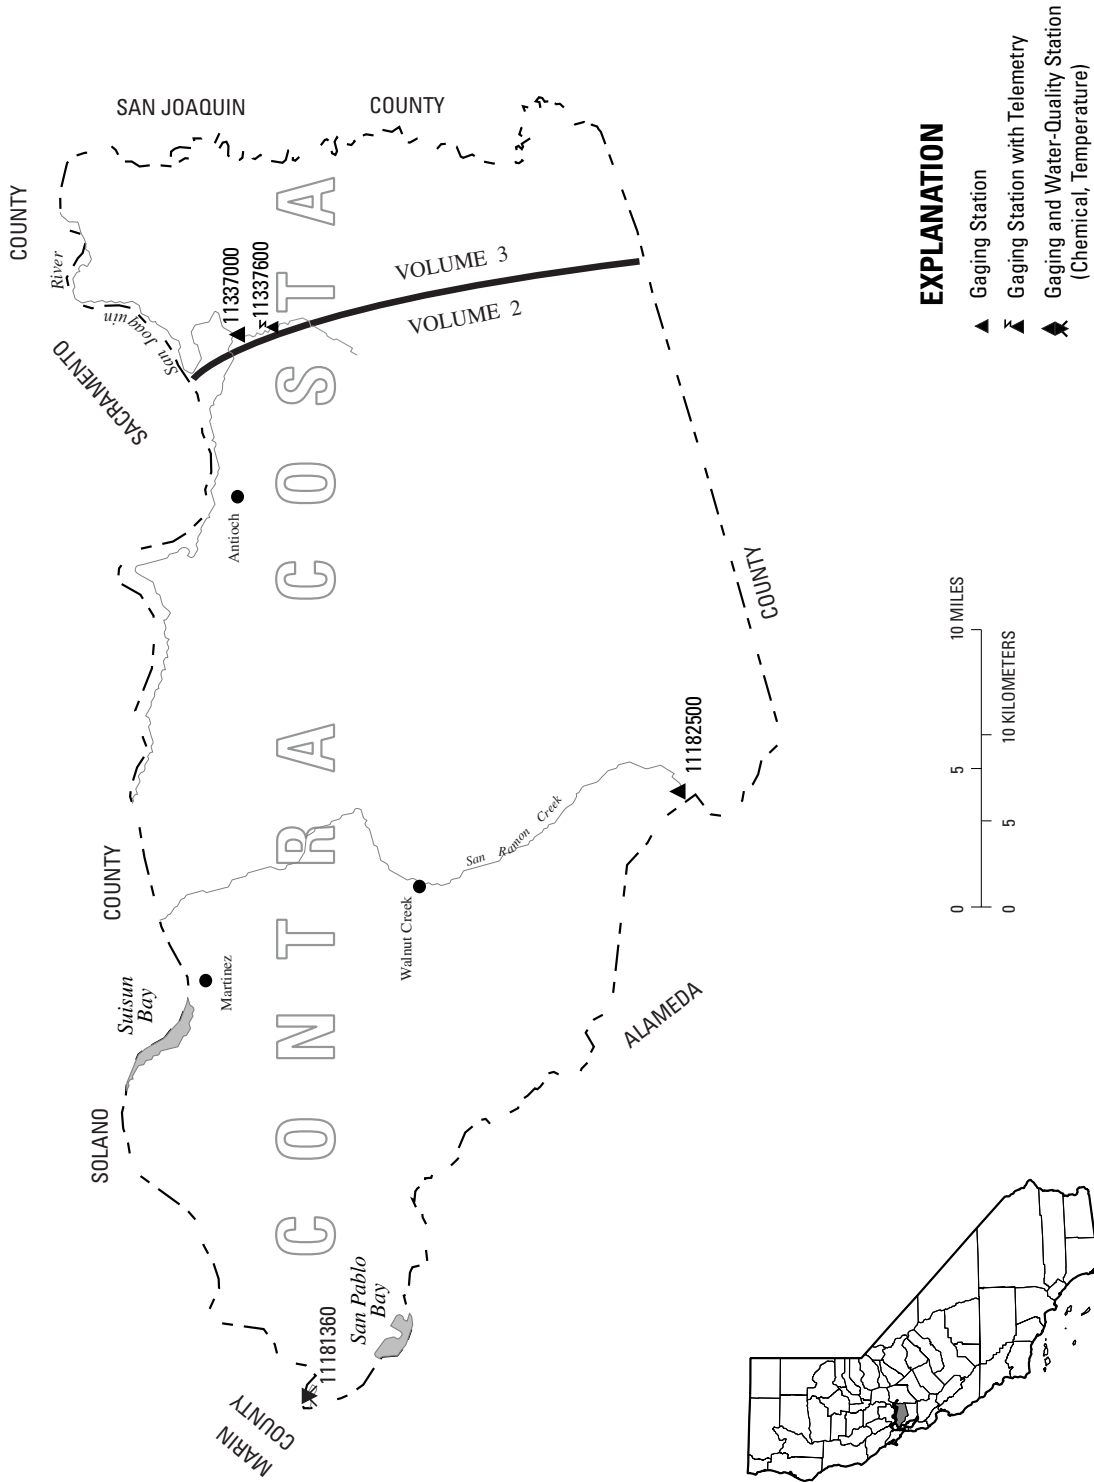 SAN JOAQUIN
COUNTY
COUNTY
River
San Joaquin
SACRAMENTO
11337000
11337600
VOLUME 3
VOLUME 2
Antioch
CONTRA COSTA
COUNTY
11182500
San Ramon Creek
Walnut Creek
COUNTY
Martinez
Suisun
Bay
SOLANO
ALAMEDA
San Pablo
Bay
11181360
MARIN
COUNTY
EXPLANATION
Gaging Station
Gaging Station with Telemetry
Gaging and Water-Quality Station
(Chemical, Temperature)
0 5 10 MILES
0 5 10 KILOMETERS